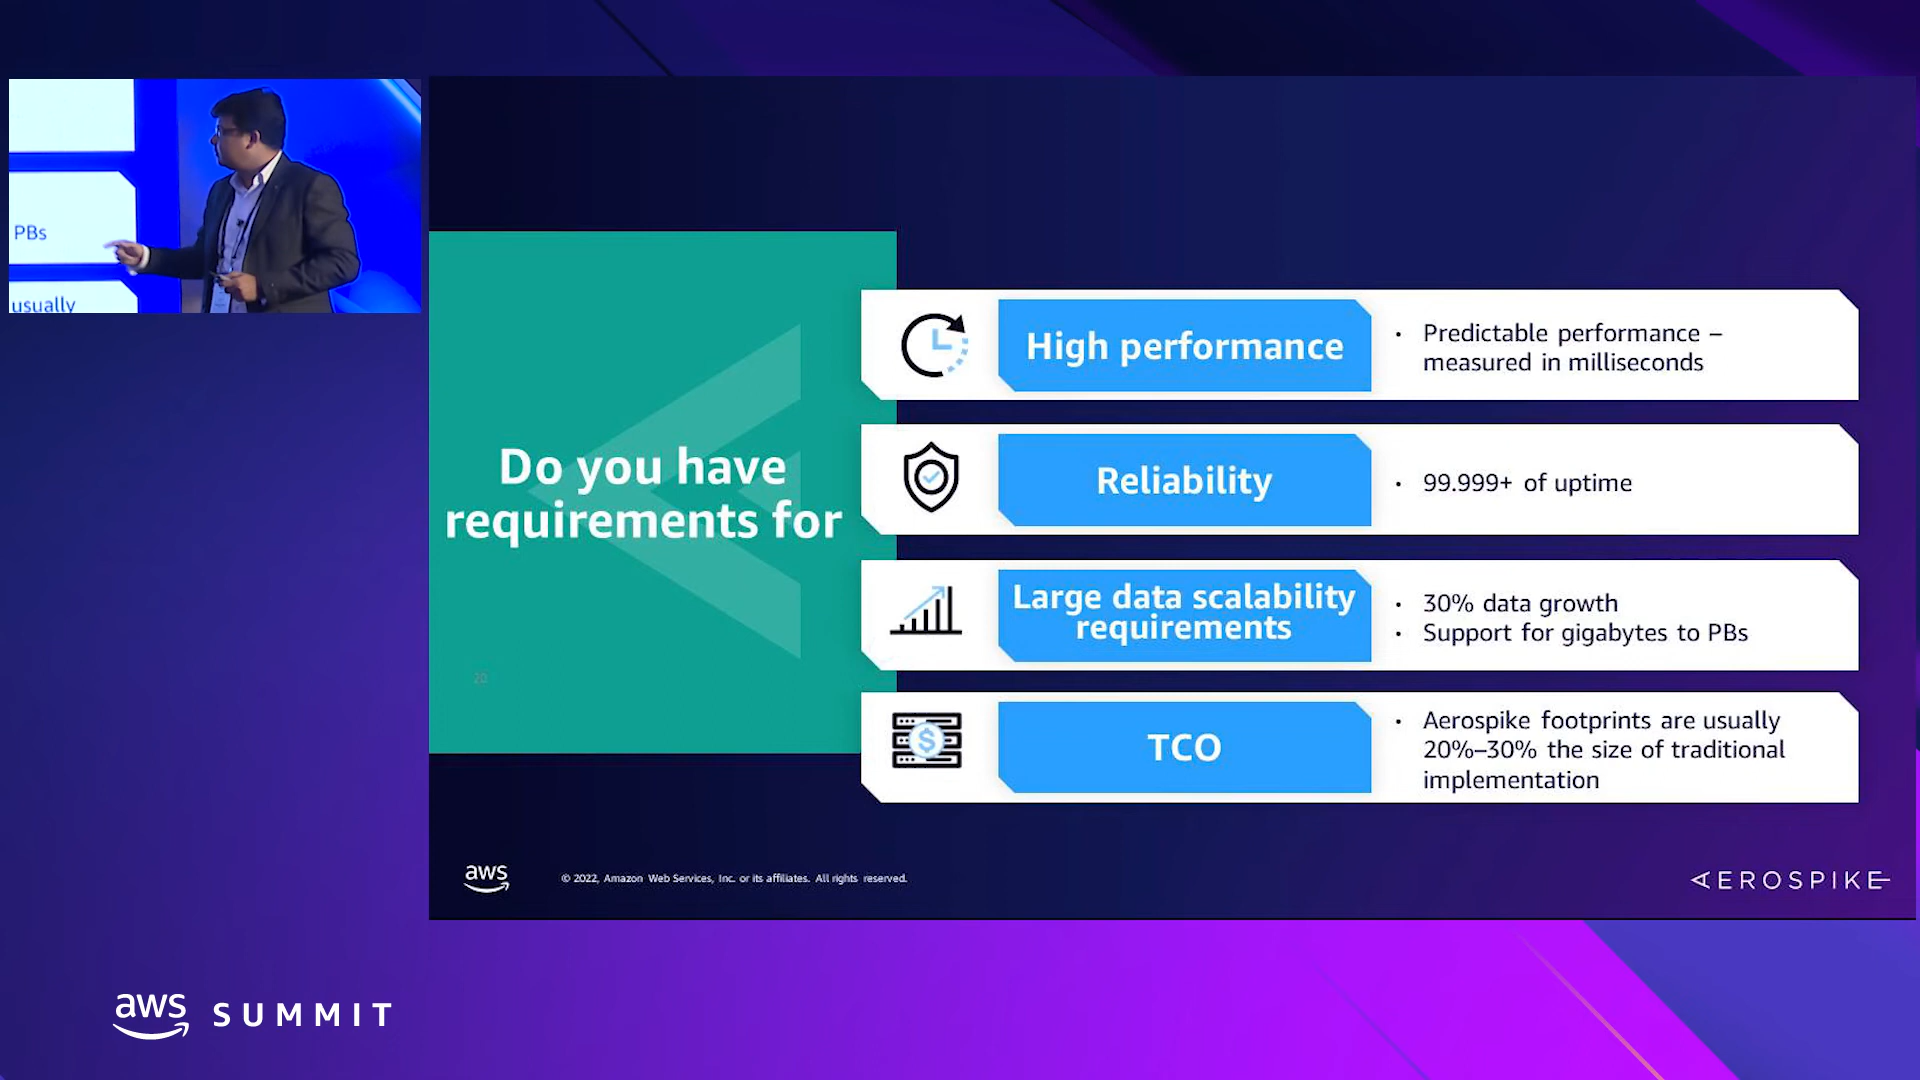 PBs
usually
Do you have
requirements for
20
High performance
• Predictable performance –
measured in milliseconds
Reliability
• 99.999+ of uptime
Large data scalability
requirements
• 30% data growth
• Support for gigabytes to PBs
$
TCO
• Aerospike footprints are usually
20%–30% the size of traditional
implementation
aws
© 2022, Amazon Web Services, Inc. or its affiliates. All rights reserved.
AEROSPIKE
aws SUMMIT